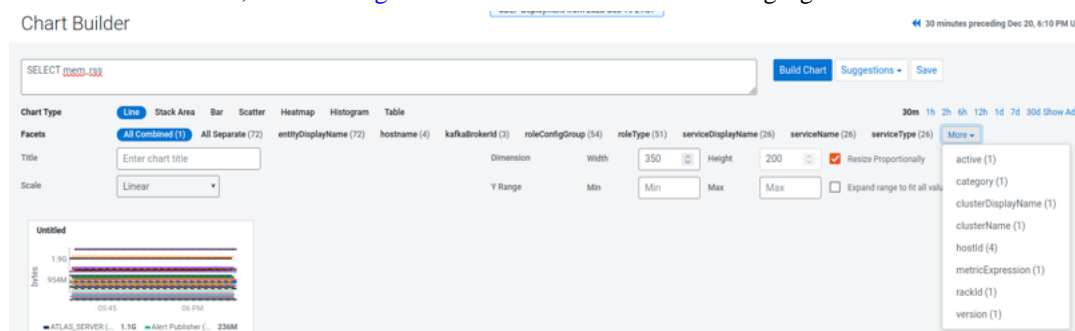 Chart Builder
30 minutes preceding Dec 20, 6:10 PM U
SELECT mem_rss
Build Chart Suggestions Save
Chart Type Line Stack Area Bar Scatter Heatmap Histogram Table 30m 1h 2h 6h 12h 1d 7d 30d Show Ad
Facets All Combined (1) All Separate (72) entityDisplayName (72) hostname (4) kafkaBrokerId (3) roleConfigGroup (54) roleType (51) serviceDisplayName (26) serviceName (26) serviceType (26) More
Title Enter chart title Dimension Width 350 Height 200 Resize Proportionally
Scale Linear Y Range Min Min Max Max Expand range to fit all valu
active (1)
category (1)
clusterDisplayName (1)
clusterName (1)
hostId (4)
metricExpression (1)
rackId (1)
version (1)
Untitled
bytes
1.9G
954M
05:45 06 PM
ATLAS_SERVER (... 1.1G Alert Publisher (... 236M